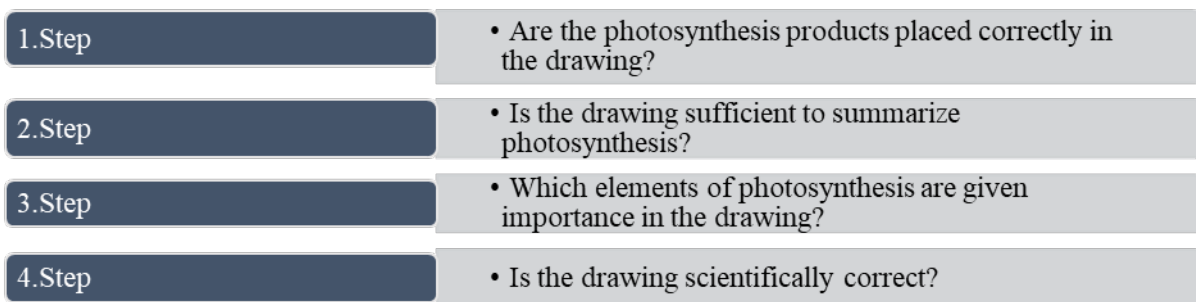 1.Step
• Are the photosynthesis products placed correctly in
the drawing?
2.Step
• Is the drawing sufficient to summarize
photosynthesis?
3.Step
• Which elements of photosynthesis are given
importance in the drawing?
4.Step
• Is the drawing scientifically correct?